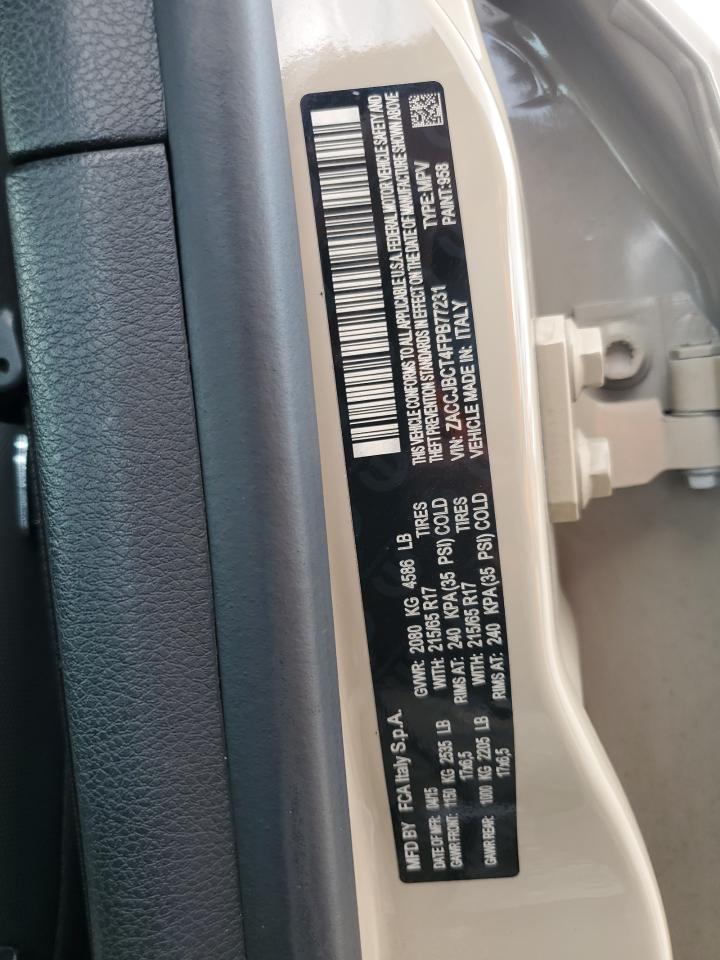 MFD BY FCA Italy S.p.A.
DATE OF MFR: 04/15 GVWR: 2080 KG 4586 LB
GAWR FRONT: 1150 KG 2535 LB WITH: 215/65 R17 TIRES
17x6,5 RIMS AT: 240 KPA(35 PSI) COLD
GAWR REAR: 1000 KG 2205 LB WITH: 215/65 R17 TIRES
17x6,5 RIMS AT: 240 KPA(35 PSI) COLD
THIS VEHICLE CONFORMS TO ALL APPLICABLE U.S.A. FEDERAL MOTOR VEHICLE SAFETY AND
THEFT PREVENTION STANDARDS IN EFFECT ON THE DATE OF MANUFACTURE SHOWN ABOVE
VIN: ZACCJBCT4FPB77231 TYPE: MPV
VEHICLE MADE IN: ITALY PAINT: 958